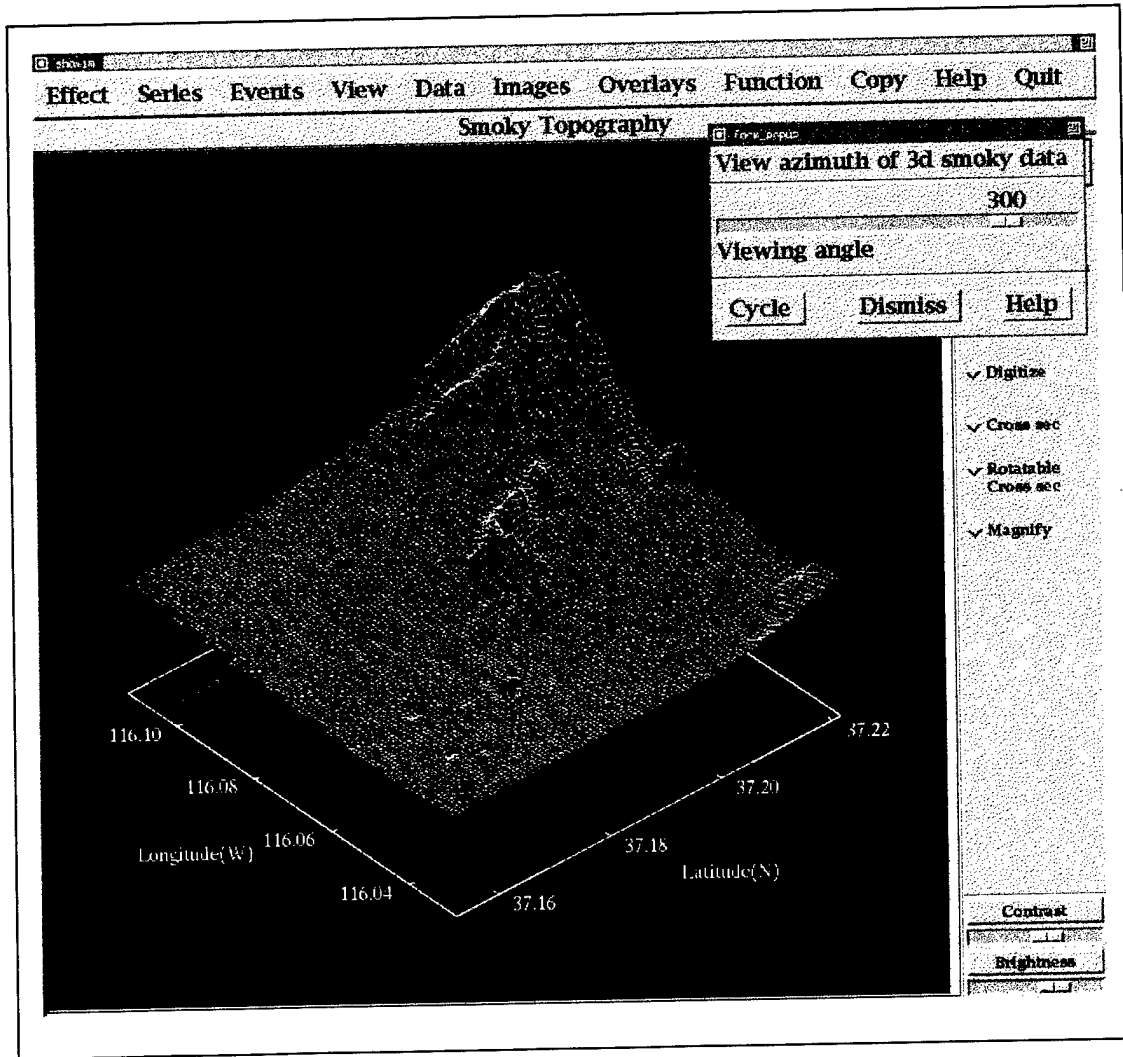 showim
Effect Series Events View Data Images Overlays Function Copy Help Quit
Smoky Topography
View azimuth of 3d smoky data
300
Viewing angle
Cycle Dismiss Help
Digitize
Cross sec
Rotatable
Cross sec
Magnify
116.10
116.08
116.06
116.04
Longitude(W)
37.22
37.20
37.18
37.16
Latitude(N)
Contrast
Brightness